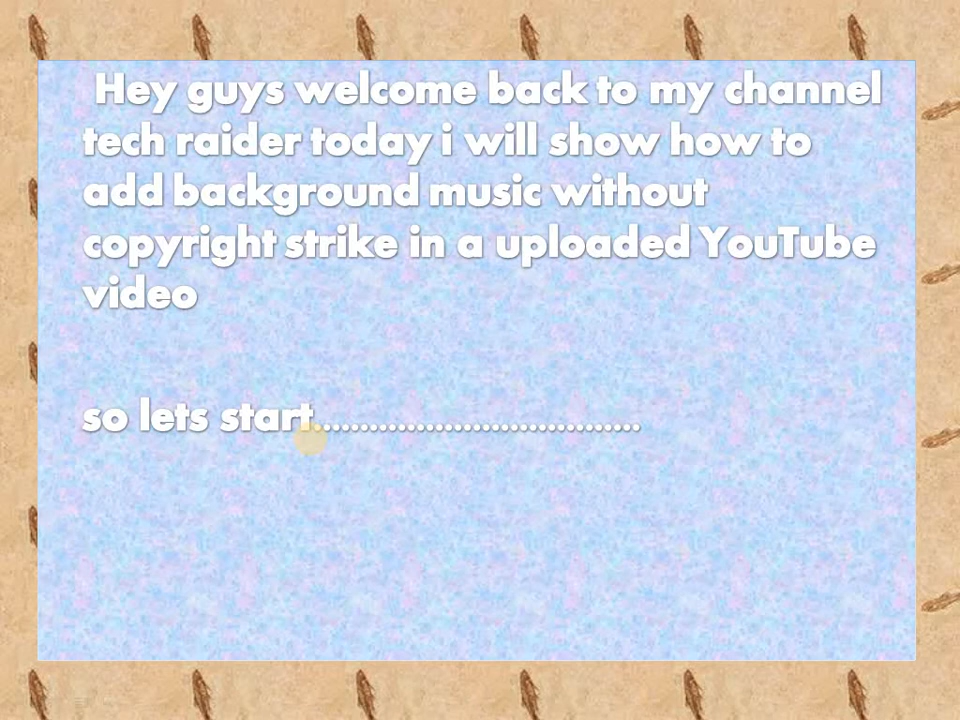 Hey guys welcome back to my channel
tech raider today i will show how to
add background music without
copyright strike in a uploaded YouTube
video
so lets start...................................